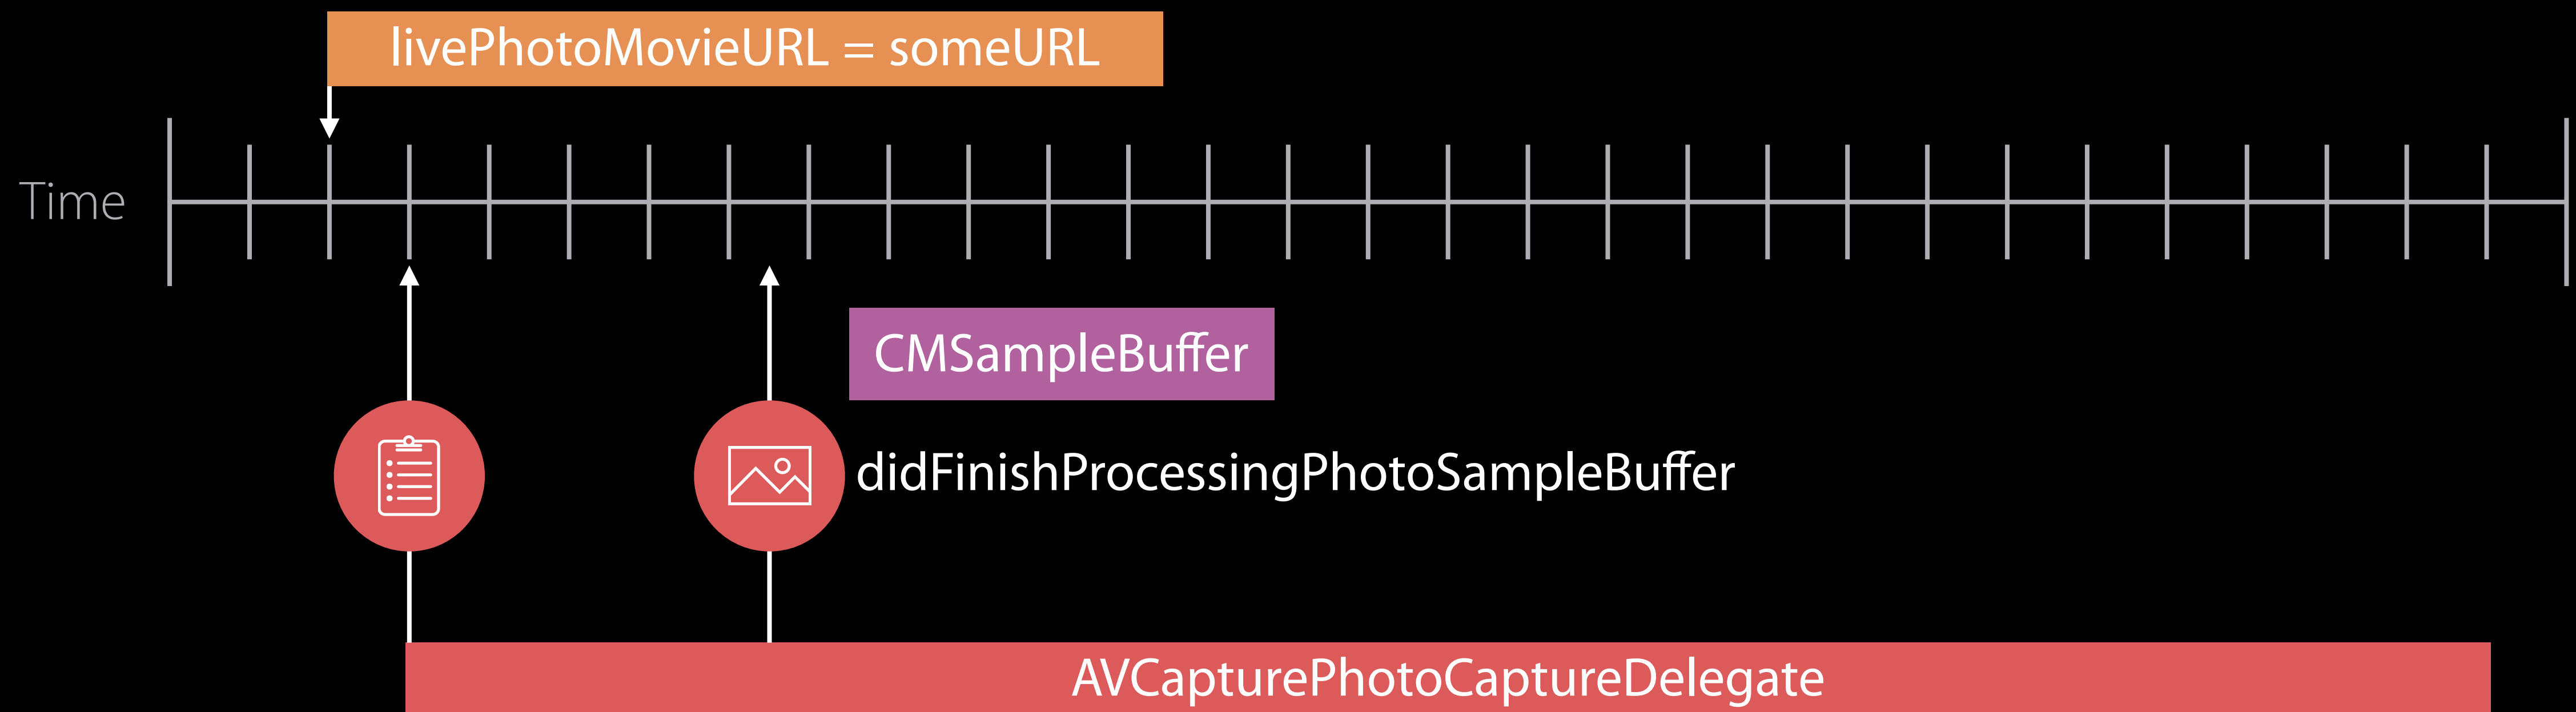 livePhotoMovieURL = someURL
Time
CMSampleBuffer
didFinishProcessingPhotoSampleBuffer
AVCapturePhotoCaptureDelegate